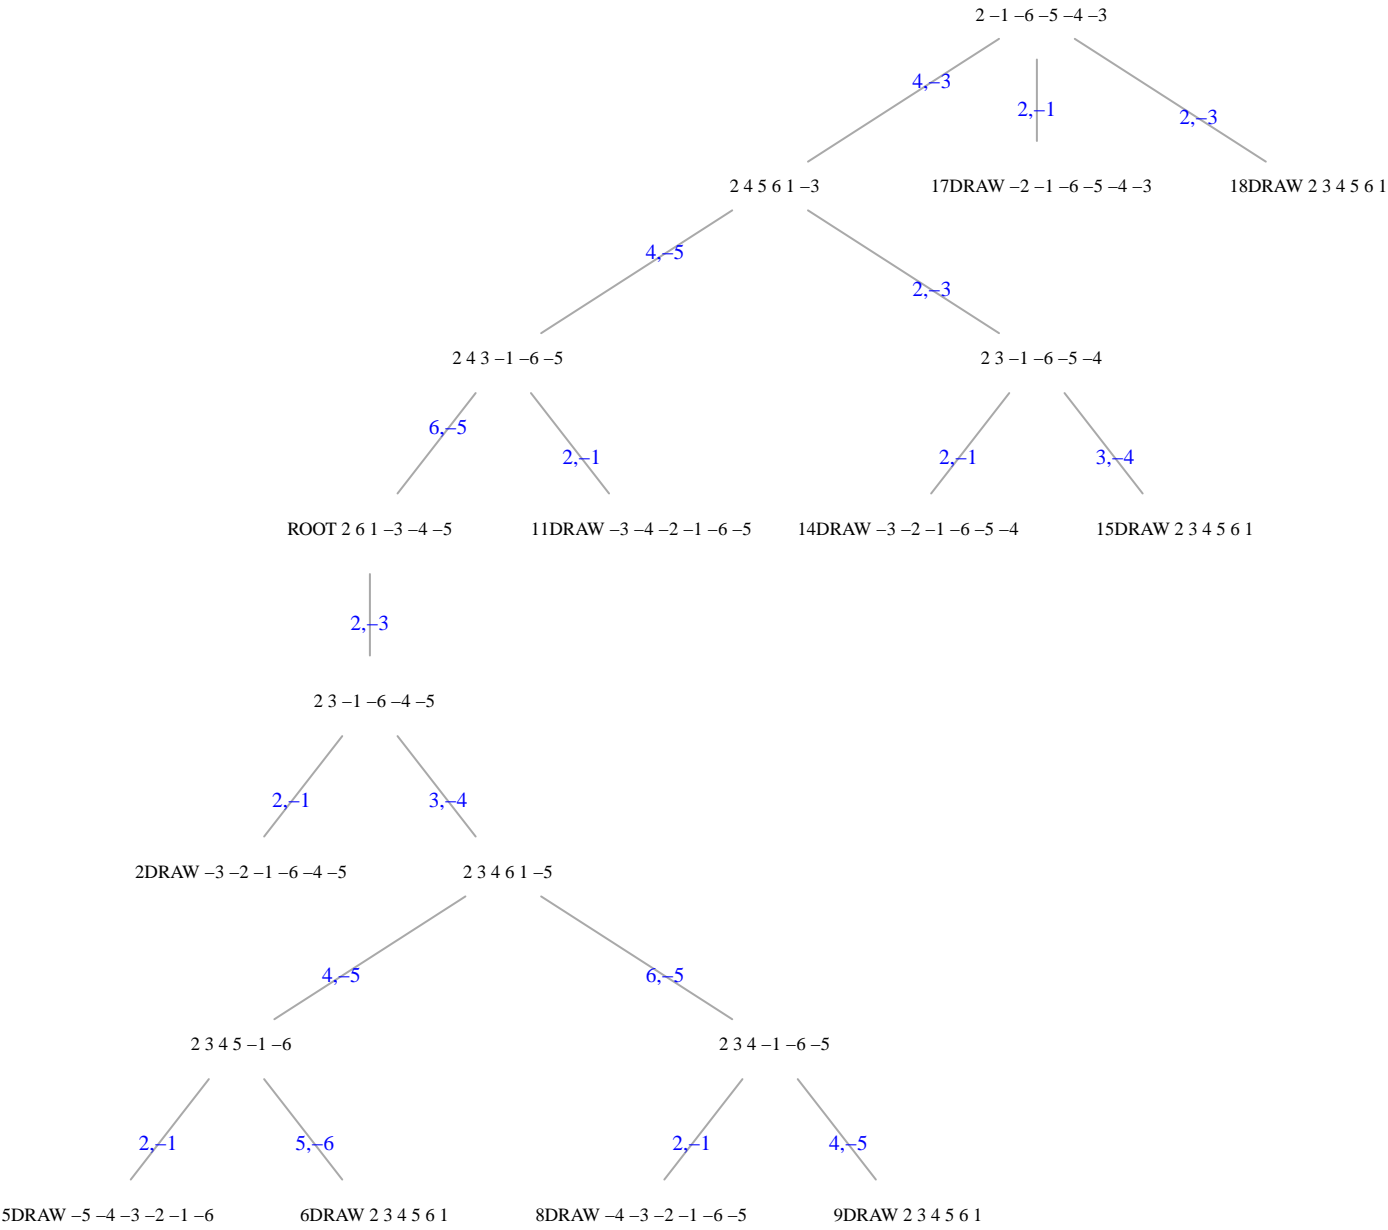 2 –1 –6 –5 –4 –3
4,–3
2,–1
2,–3
2 4 5 6 1 –3
17DRAW –2 –1 –6 –5 –4 –3
18DRAW 2 3 4 5 6 1
4,–5
2,–3
2 4 3 –1 –6 –5
2 3 –1 –6 –5 –4
6,–5
2,–1
2,–1
3,–4
ROOT 2 6 1 –3 –4 –5
11DRAW –3 –4 –2 –1 –6 –5
14DRAW –3 –2 –1 –6 –5 –4
15DRAW 2 3 4 5 6 1
2,–3
2 3 –1 –6 –4 –5
2,–1
3,–4
2DRAW –3 –2 –1 –6 –4 –5
2 3 4 6 1 –5
4,–5
6,–5
2 3 4 5 –1 –6
2 3 4 –1 –6 –5
2,–1
5,–6
2,–1
4,–5
5DRAW –5 –4 –3 –2 –1 –6
6DRAW 2 3 4 5 6 1
8DRAW –4 –3 –2 –1 –6 –5
9DRAW 2 3 4 5 6 1